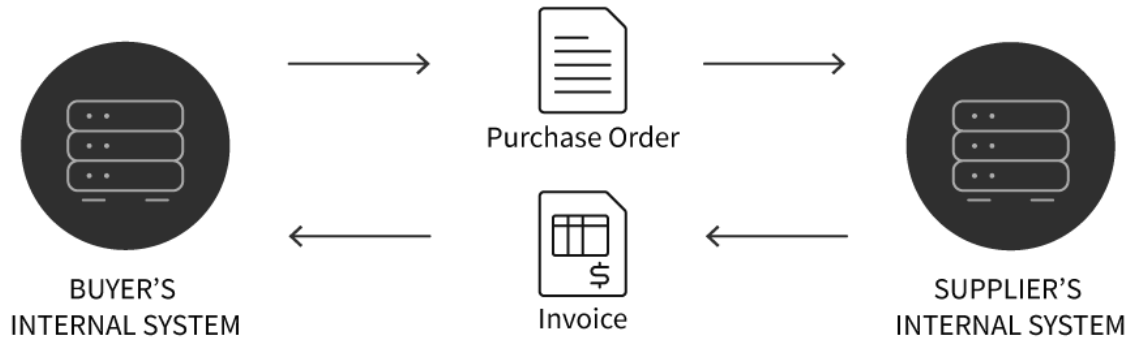 Purchase Order
Invoice
$
BUYER’S
INTERNAL SYSTEM
SUPPLIER’S
INTERNAL SYSTEM